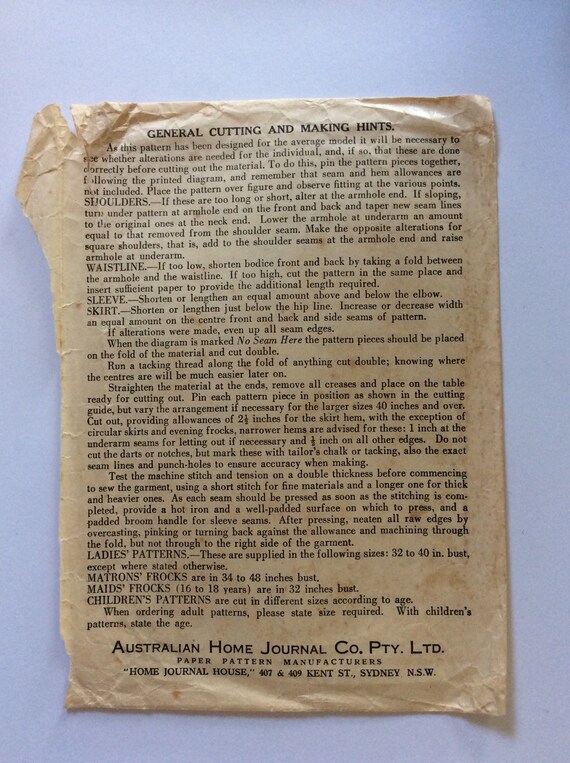 GENERAL CUTTING AND MAKING HINTS.
As this pattern has been designed for the average model it will be necessary to
see whether alterations are needed for the individual, and, if so, that these are done
correctly before cutting out the material. To do this, pin the pattern pieces together,
following the printed diagram, and remember that seam and hem allowances are
not included. Place the pattern over figure and observe fitting at the various points.
SHOULDERS.—If these are too long or short, alter at the armhole end. If sloping,
turn under pattern at armhole end on the front and back and taper new seam lines
to the original ones at the neck end. Lower the armhole at underarm an amount
equal to that removed from the shoulder seam. Make the opposite alterations for
square shoulders, that is, add to the shoulder seams at the armhole end and raise
armhole at underarm.
WAISTLINE.—If too low, shorten bodice front and back by taking a fold between
the armhole and the waistline. If too high, cut the pattern in the same place and
insert sufficient paper to provide the additional length required.
SLEEVE.—Shorten or lengthen an equal amount above and below the elbow.
SKIRT.—Shorten or lengthen just below the hip line. Increase or decrease width
an equal amount on the centre front and back and side seams of pattern.
If alterations were made, even up all seam edges.
When the diagram is marked No Seam Here the pattern pieces should be placed
on the fold of the material and cut double.
Run a tacking thread along the fold of anything cut double; knowing where
the centres are will be much easier later on.
Straighten the material at the ends, remove all creases and place on the table
ready for cutting out. Pin each pattern piece in position as shown in the cutting
guide, but vary the arrangement if necessary for the larger sizes 40 inches and over.
Cut out, providing allowances of 2½ inches for the skirt hem, with the exception of
circular skirts and evening frocks, narrower hems are advised for these: 1 inch at the
underarm seams for letting out if neceessary and ½ inch on all other edges. Do not
cut the darts or notches, but mark these with tailor's chalk or tacking, also the exact
seam lines and punch-holes to ensure accuracy when making.
Test the machine stitch and tension on a double thickness before commencing
to sew the garment, using a short stitch for fine materials and a longer one for thick
and heavier ones. As each seam should be pressed as soon as the stitching is com-
pleted, provide a hot iron and a well-padded surface on which to press, and a
padded broom handle for sleeve seams. After pressing, neaten all raw edges by
overcasting, pinking or turning back against the allowance and machining through
the fold, but not through to the right side of the garment.
LADIES' PATTERNS.—These are supplied in the following sizes: 32 to 40 in. bust,
except where stated otherwise.
MATRONS' FROCKS are in 34 to 48 inches bust.
MAIDS' FROCKS (16 to 18 years) are in 32 inches bust.
CHILDREN'S PATTERNS are cut in different sizes according to age.
When ordering adult patterns, please state size required. With children's
patterns, state the age.
AUSTRALIAN HOME JOURNAL CO. PTY. LTD.
PAPER PATTERN MANUFACTURERS
"HOME JOURNAL HOUSE," 407 & 409 KENT ST., SYDNEY N.S.W.